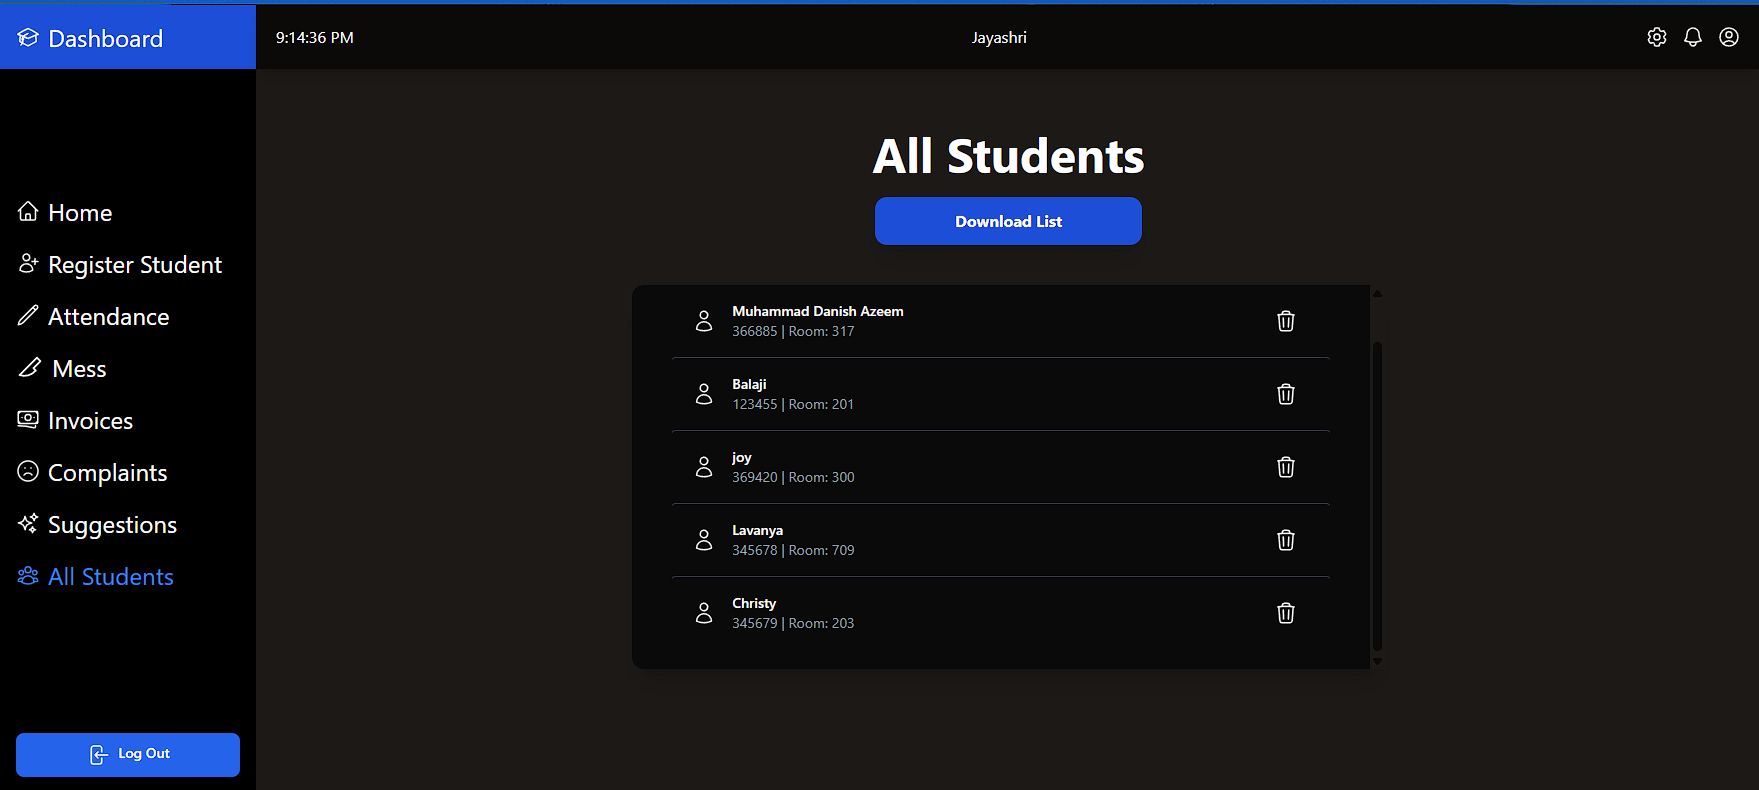 Dashboard
9:14:36 PM
Jayashri
Home
Register Student
Attendance
Mess
Invoices
Complaints
Suggestions
All Students
Log Out
All Students
Download List
Muhammad Danish Azeem
366885 | Room: 317
Balaji
123455 | Room: 201
joy
369420 | Room: 300
Lavanya
345678 | Room: 709
Christy
345679 | Room: 203